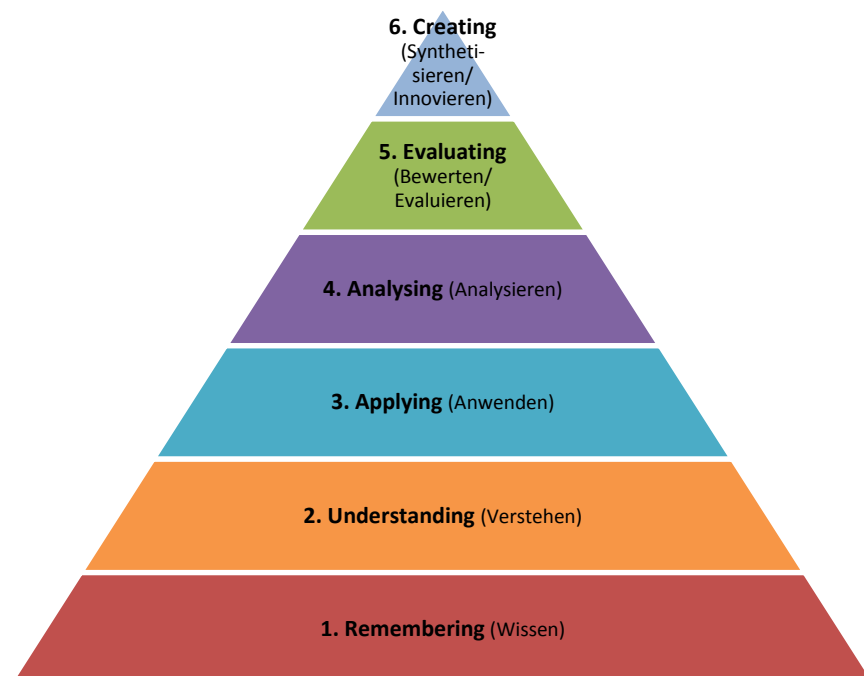 6. Creating
(Syntheti-
sieren/
Innovieren)
5. Evaluating
(Bewerten/
Evaluieren)
4. Analysing (Analysieren)
3. Applying (Anwenden)
2. Understanding (Verstehen)
1. Remembering (Wissen)